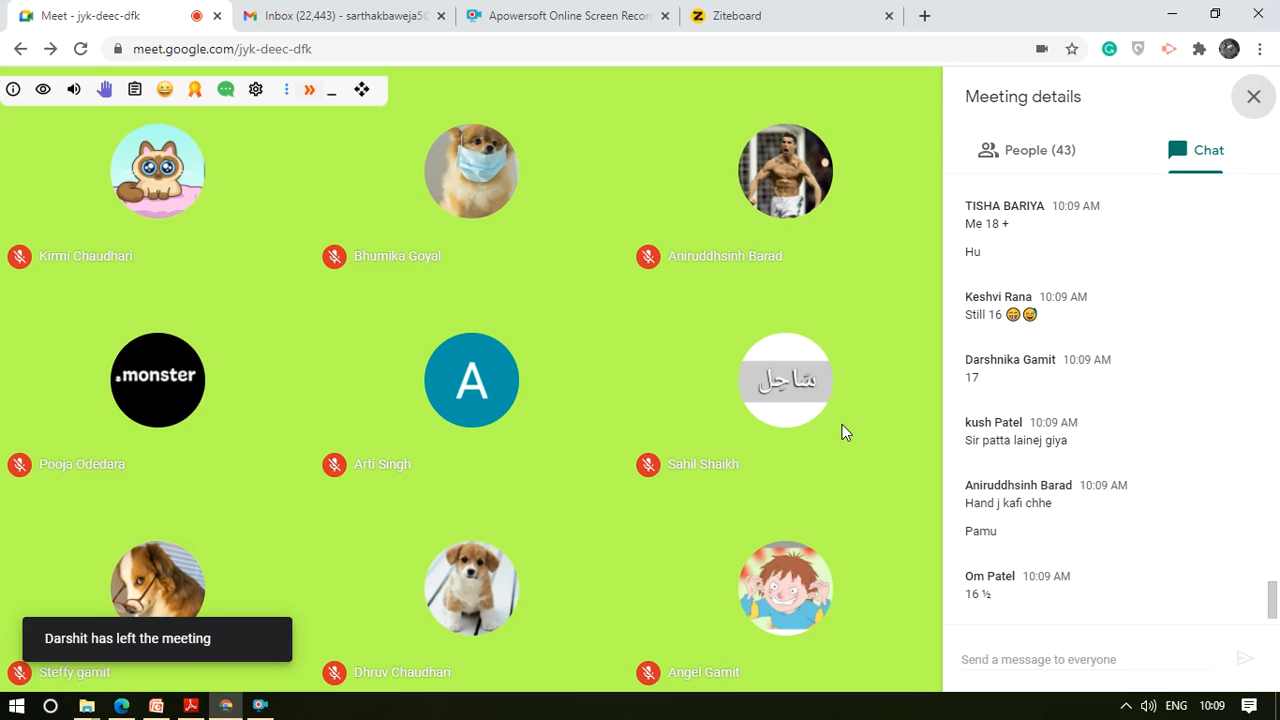 Meet - jyk-deec-dfk
Inbox (22,443) - sarthakbaweja5
Apowersoft Online Screen Recor
Ziteboard
meet.google.com/jyk-deec-dfk
Kirmi Chaudhari
Bhumika Goyal
Aniruddhsinh Barad
.monster
A
سَاحِل
Pooja Odedara
Arti Singh
Sahil Shaikh
Darshit has left the meeting
Steffy gamit
Dhruv Chaudhari
Angel Gamit
Meeting details
People (43)
Chat
TISHA BARIYA 10:09 AM
Me 18 +
Hu
Keshvi Rana 10:09 AM
Still 16 😁😅
Darshnika Gamit 10:09 AM
17
kush Patel 10:09 AM
Sir patta lainej giya
Aniruddhsinh Barad 10:09 AM
Hand j kafi chhe
Pamu
Om Patel 10:09 AM
16 ½
Send a message to everyone
ENG 10:09